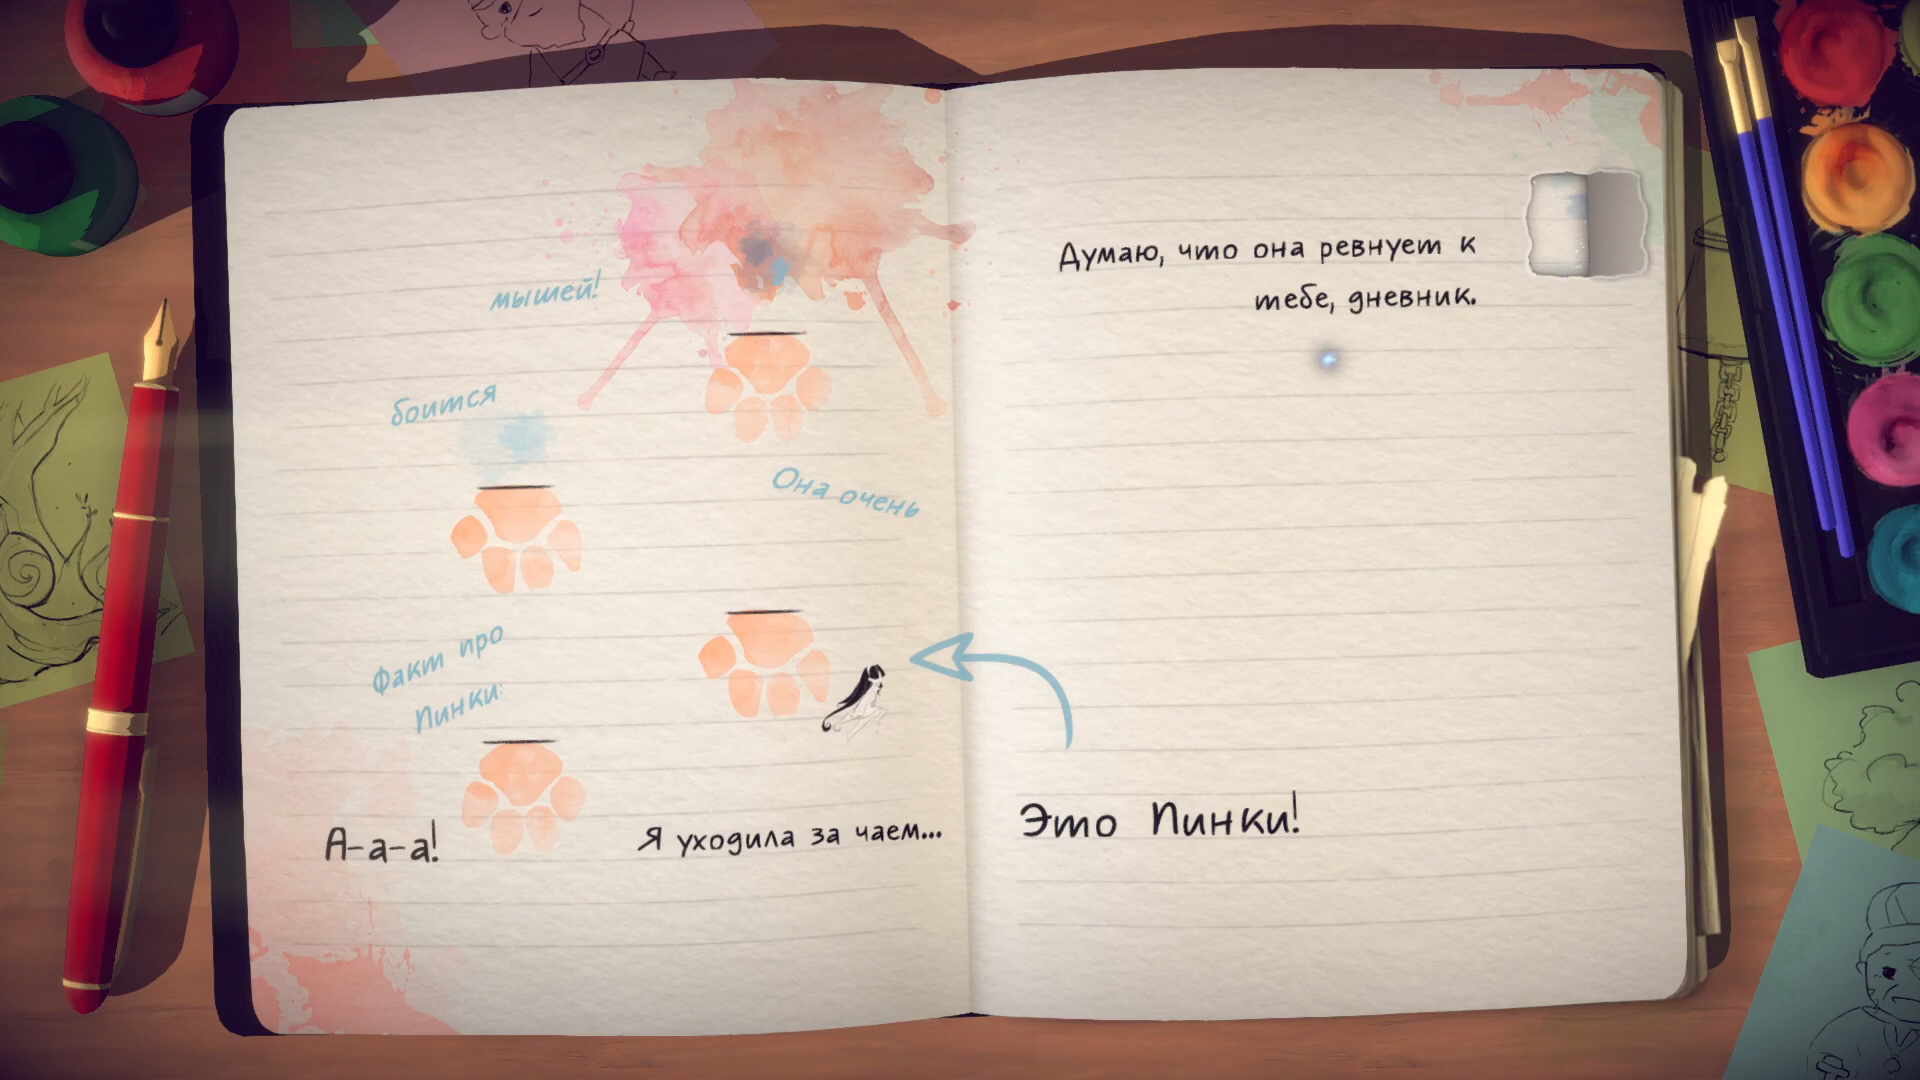 мышей!
боится
Она очень
Факт про
Пинки:
А-а-а!
Я уходила за чаем...
Думаю, что она ревнует к
тебе, дневник.
Это Пинки!